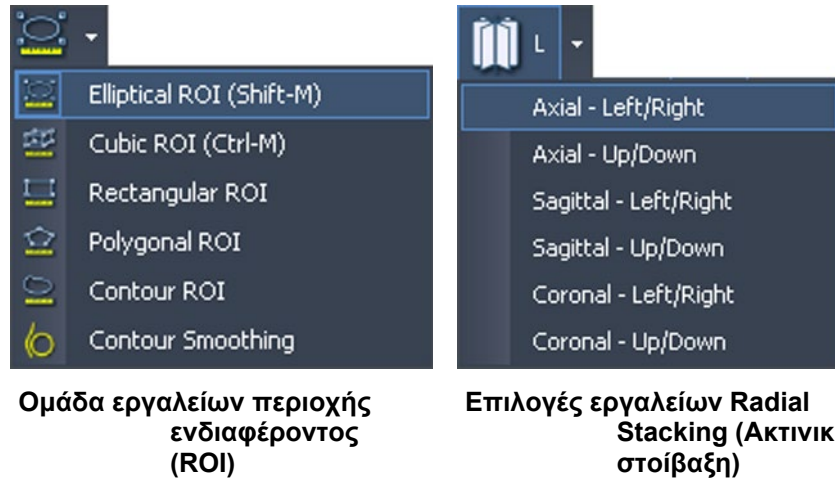 Elliptical ROI (Shift-M)
Cubic ROI (Ctrl-M)
Rectangular ROI
Polygonal ROI
Contour ROI
Contour Smoothing
Ομάδα εργαλείων περιοχής
ενδιαφέροντος
(ROI)
L
Axial - Left/Right
Axial - Up/Down
Sagittal - Left/Right
Sagittal - Up/Down
Coronal - Left/Right
Coronal - Up/Down
Επιλογές εργαλείων Radial
Stacking (Ακτινικ
στοίβαξη)